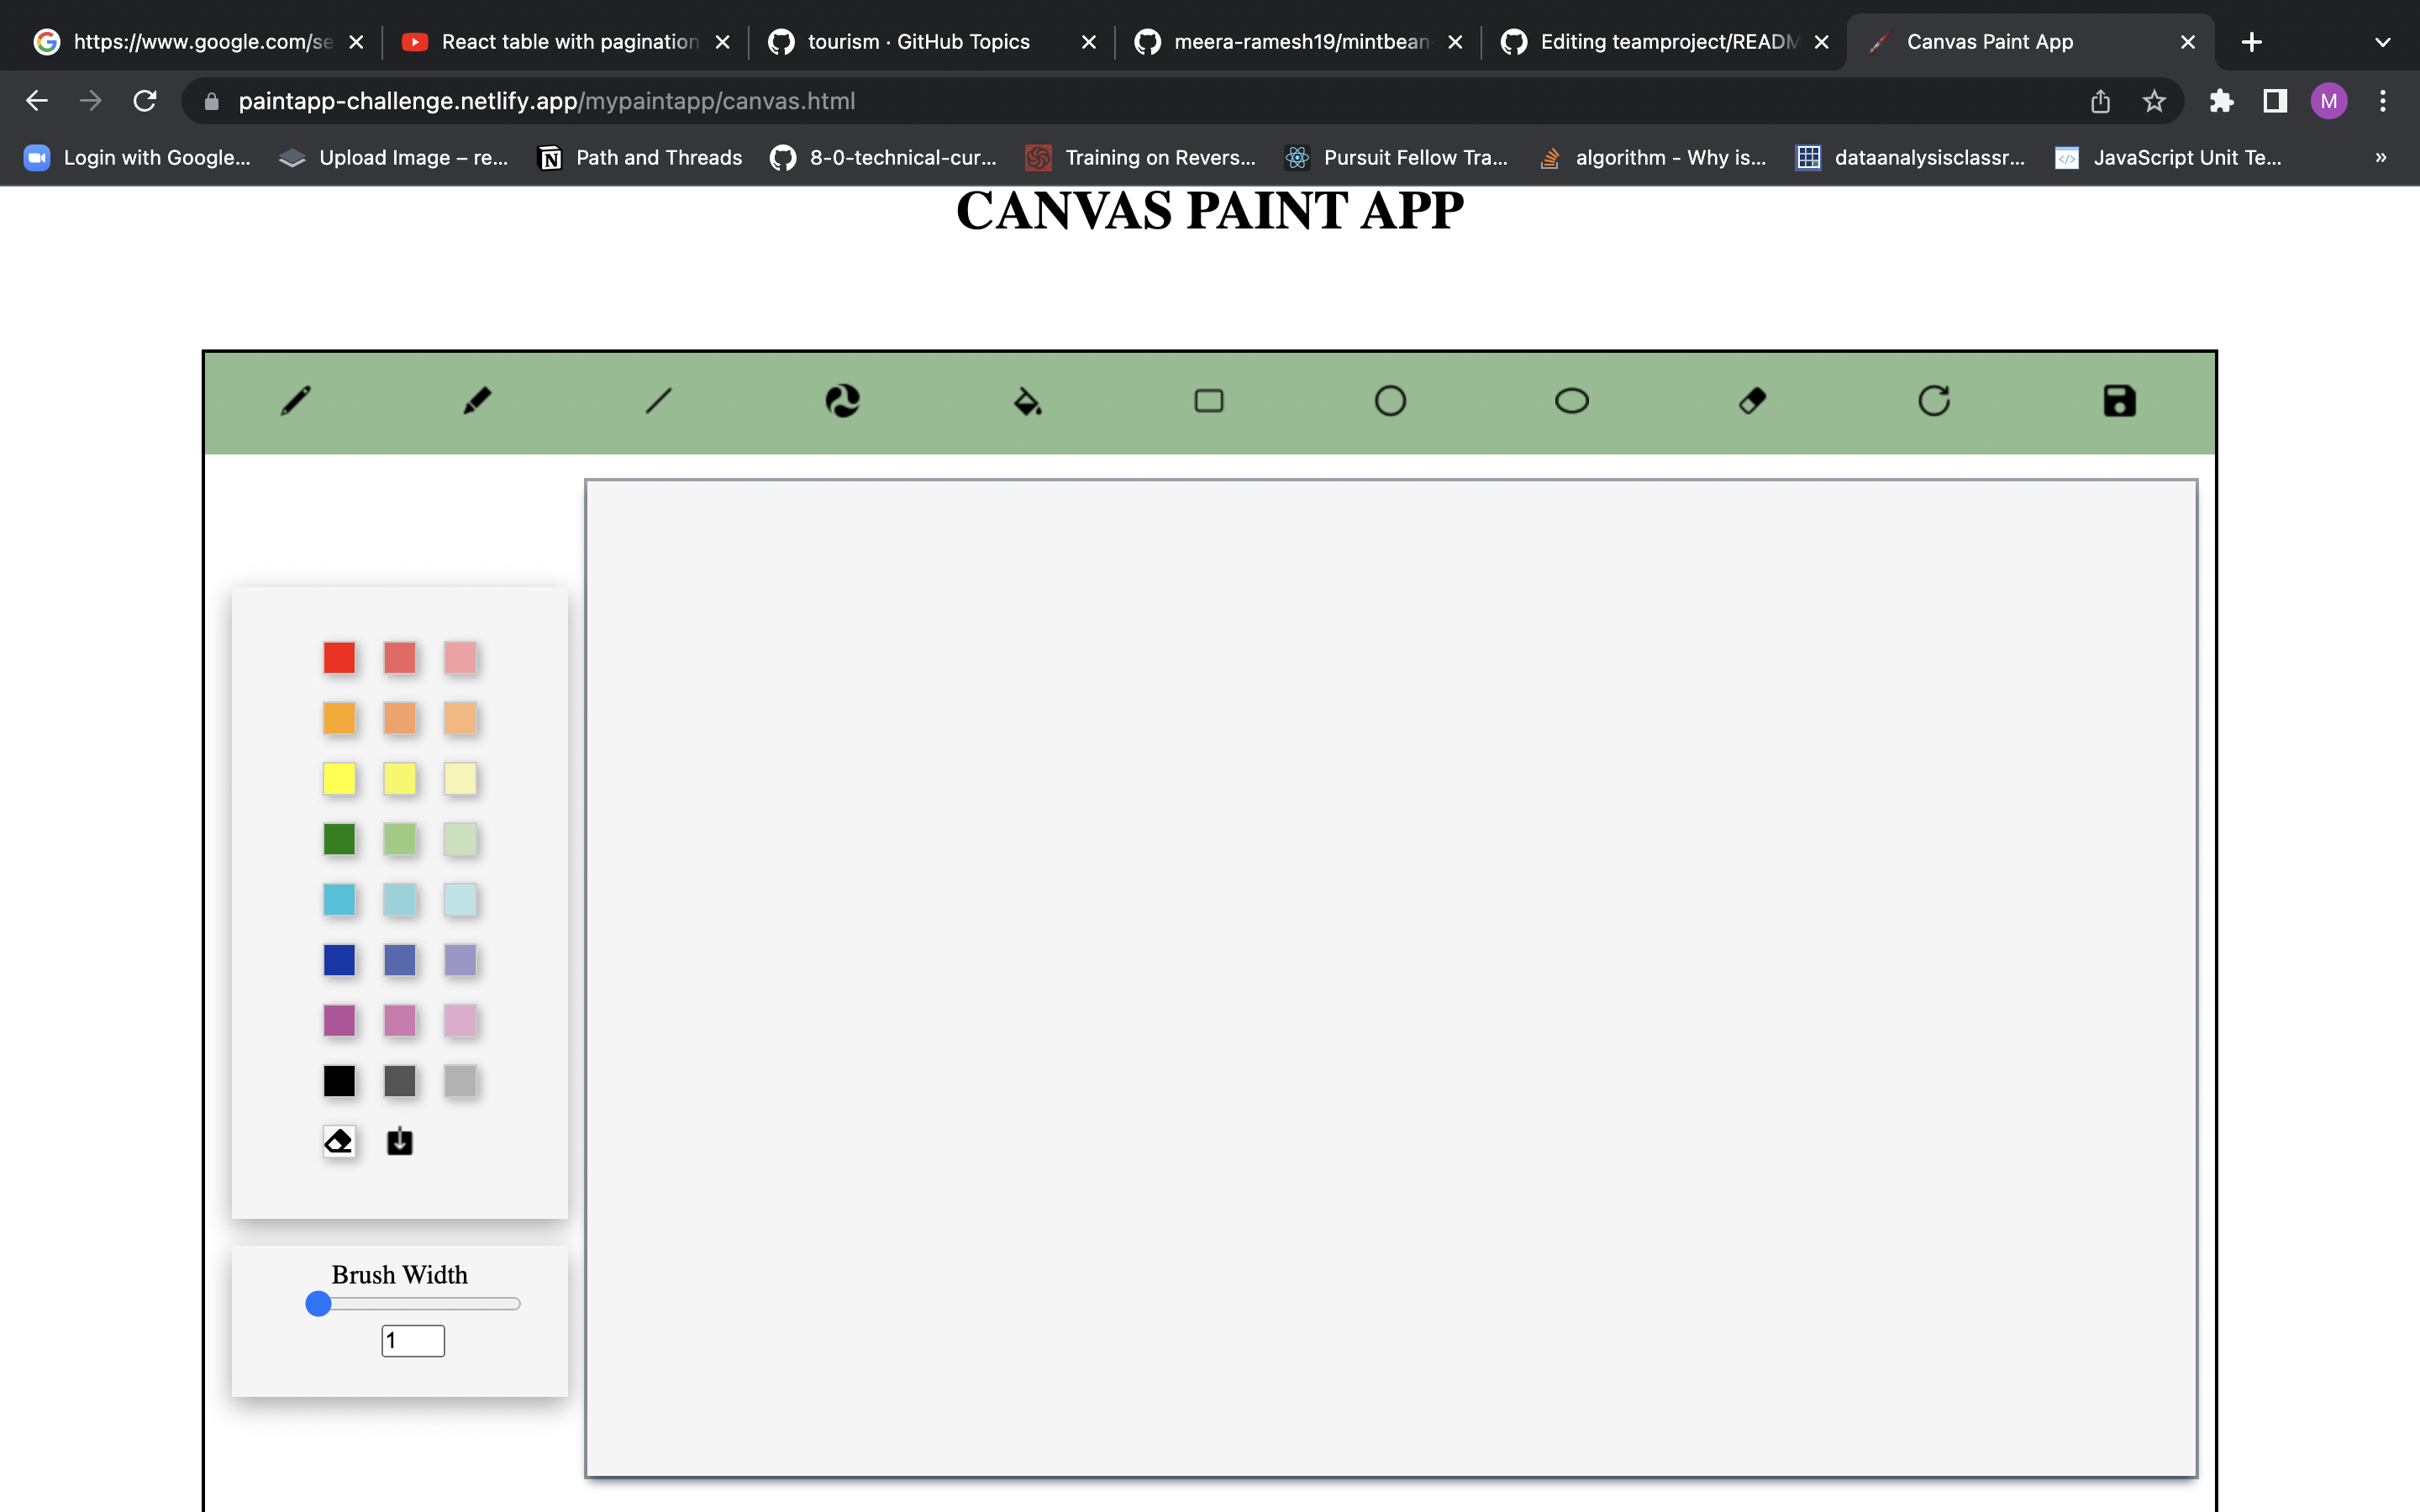 https://www.google.com/se
React table with pagination
tourism · GitHub Topics
meera-ramesh19/mintbean
Editing teamproject/READM
Canvas Paint App
paintapp-challenge.netlify.app/mypaintapp/canvas.html
M
Login with Google...
Upload Image – re...
Path and Threads
8-0-technical-cur...
Training on Revers...
Pursuit Fellow Tra...
algorithm - Why is...
dataanalysisclassr...
JavaScript Unit Te...
»
CANVAS PAINT APP
Brush Width
1